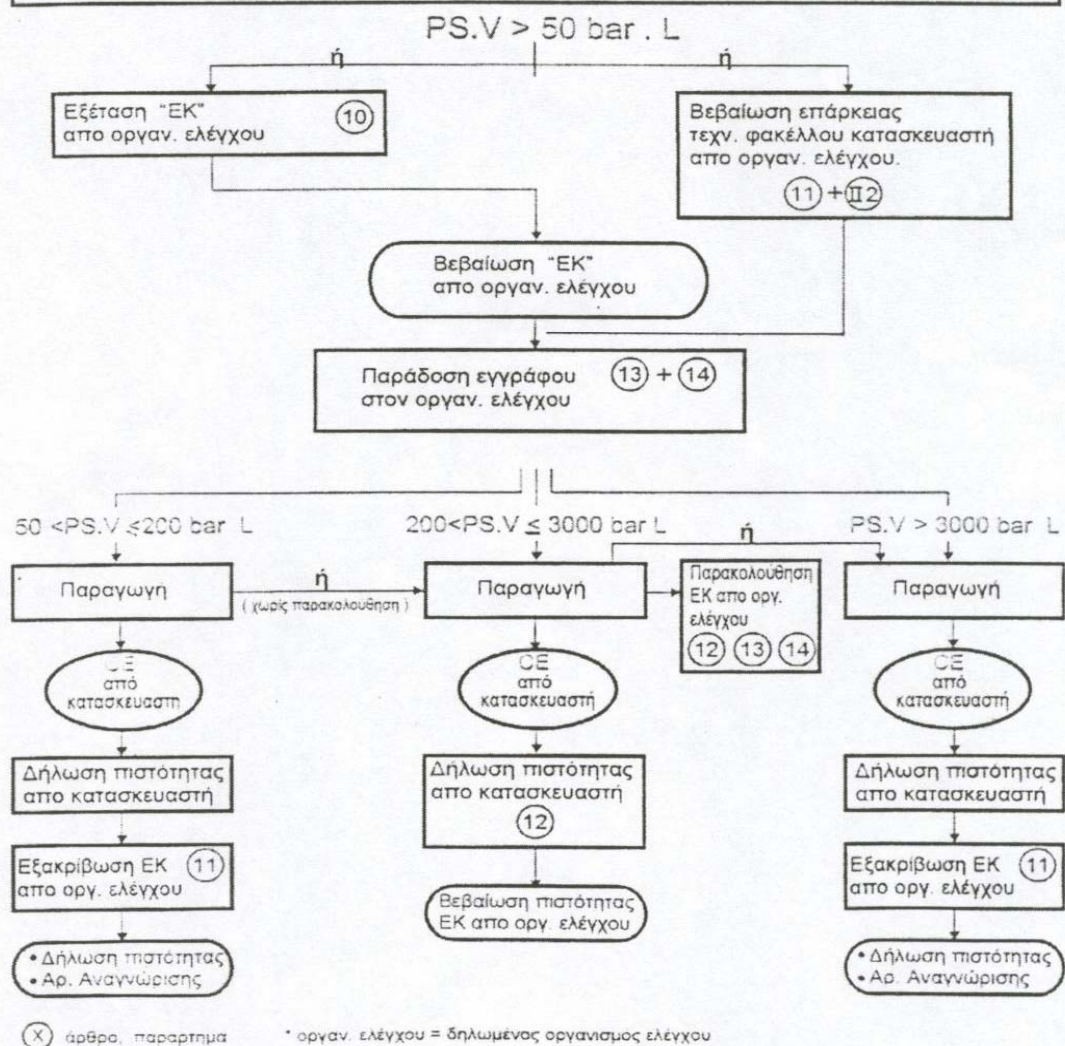 PS.V > 50 bar . L
ή
ή
Εξέταση "ΕΚ" 10
απο οργαν. ελέγχου
Βεβαίωση επάρκειας
τεχν. φακέλλου κατασκευαστή
απο οργαν. ελέγχου.
11 + II2
Βεβαίωση "ΕΚ"
απο οργαν. ελέγχου
Παράδοση εγγράφου 13 + 14
στον οργαν. ελέγχου
50 <PS.V ≤200 bar L
200<PS.V ≤ 3000 bar L
PS.V > 3000 bar L
Παραγωγή
ή
( χωρίς παρακολούθηση )
Παραγωγή
ή
Παρακολούθηση
ΕΚ απο οργ.
ελέγχου
12 13 14
Παραγωγή
CE
από
κατασκευαστη
CE
από
κατασκευαστή
CE
από
κατασκευαστή
Δήλωση πιστότητας
απο κατασκευαστή
Δήλωση πιστότητας
απο κατασκευαστή
12
Δήλωση πιστότητας
απο κατασκευαστή
Εξακρίβωση ΕΚ 11
απο οργ. ελέγχου
Βεβαίωση πιστότητας
ΕΚ απο οργ. ελέγχου
Εξακρίβωση ΕΚ 11
απο οργ. ελέγχου
• Δήλωση πιστότητας
• Αρ. Αναγνώρισης
• Δήλωση πιστότητας
• Αρ. Αναγνώρισης
X άρθρο, παραρτημα
* οργαν. ελέγχου = δηλωμένος οργανισμος ελέγχου